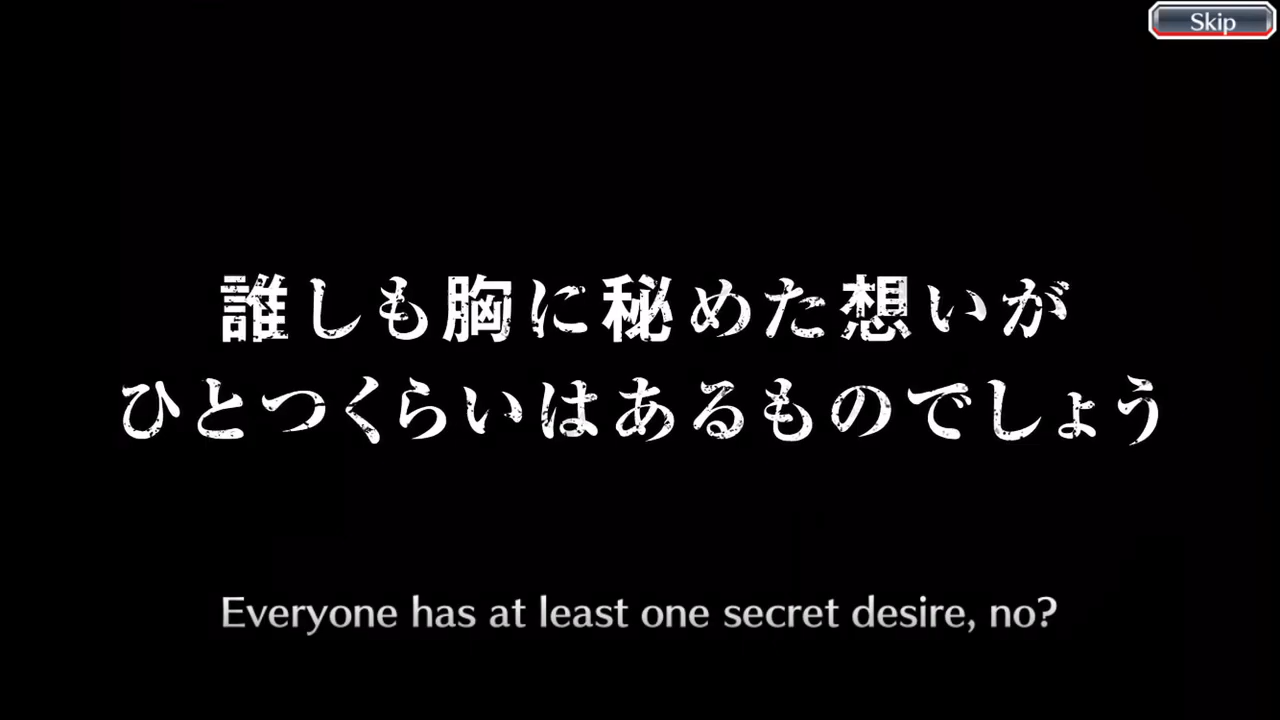 Skip
誰しも胸に秘めた想いが
ひとつくらいはあるものでしょう
Everyone has at least one secret desire, no?